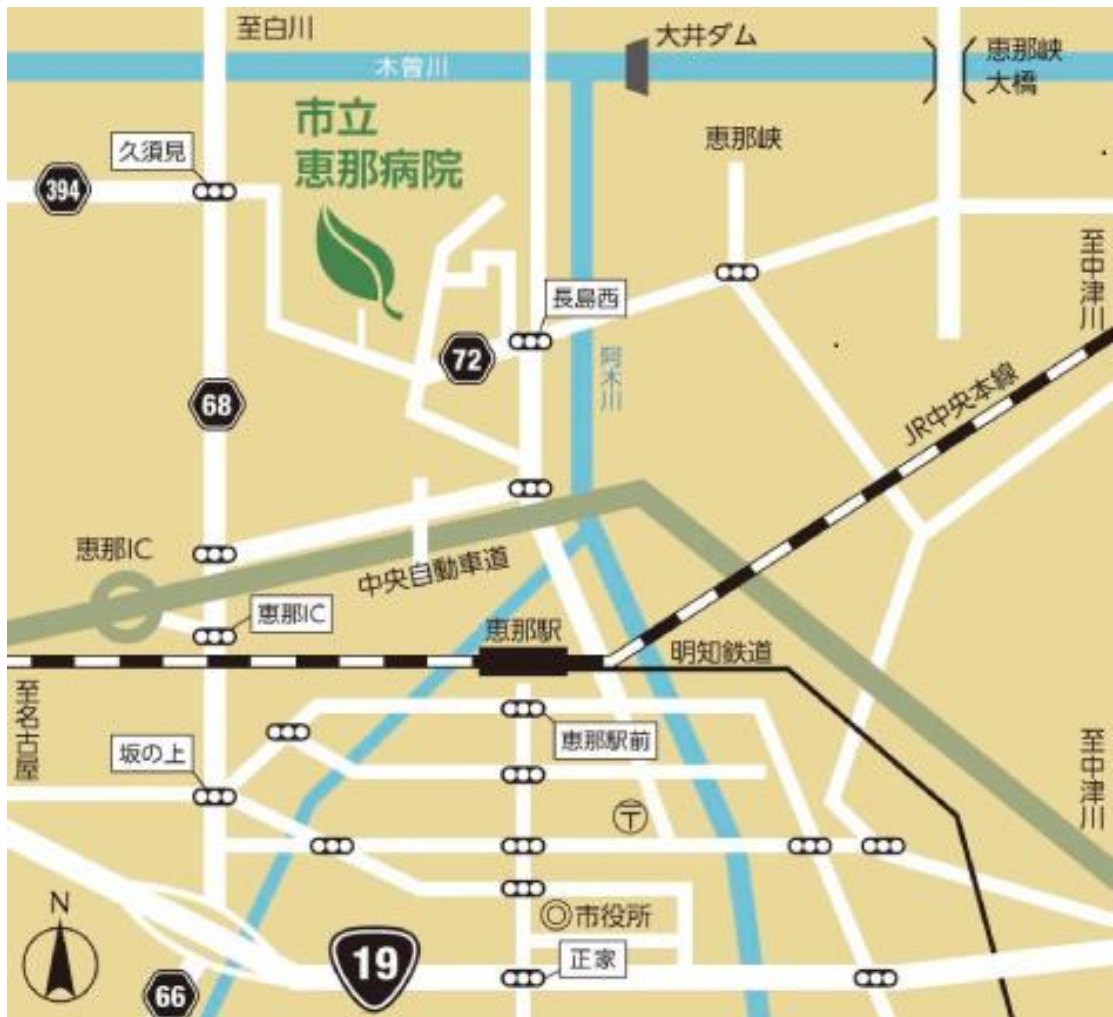 至白川
大井ダム
木曽川
恵那峡
大橋
市立
恵那病院
恵那峡
久須見
394
至中津川
長島西
72
阿木川
68
JR中央本線
恵那IC
中央自動車道
恵那IC
恵那駅
明知鉄道
至名古屋
恵那駅前
坂の上
至中津川
〒
N
◎市役所
19
正家
66